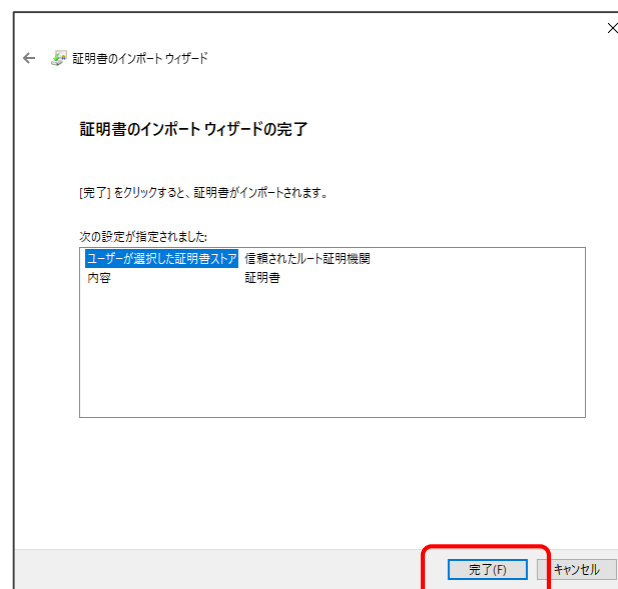 証明書のインポート ウィザード
証明書のインポート ウィザードの完了
[完了] をクリックすると、証明書がインポートされます。
次の設定が指定されました:
ユーザーが選択した証明書ストア 信頼されたルート証明機関
内容 証明書
完了(F) キャンセル